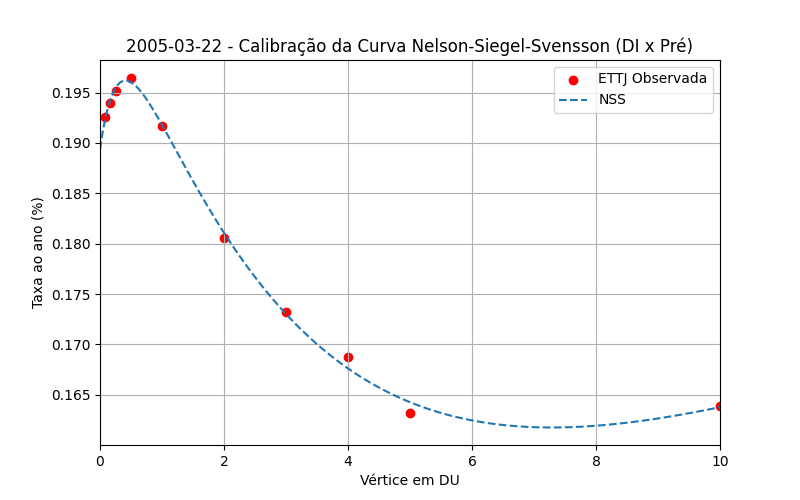 2005-03-22 - Calibração da Curva Nelson-Siegel-Svensson (DI x Pré)
ETTJ Observada
NSS
Taxa ao ano (%)
0.195
0.190
0.185
0.180
0.175
0.170
0.165
0 2 4 6 8 10
Vértice em DU